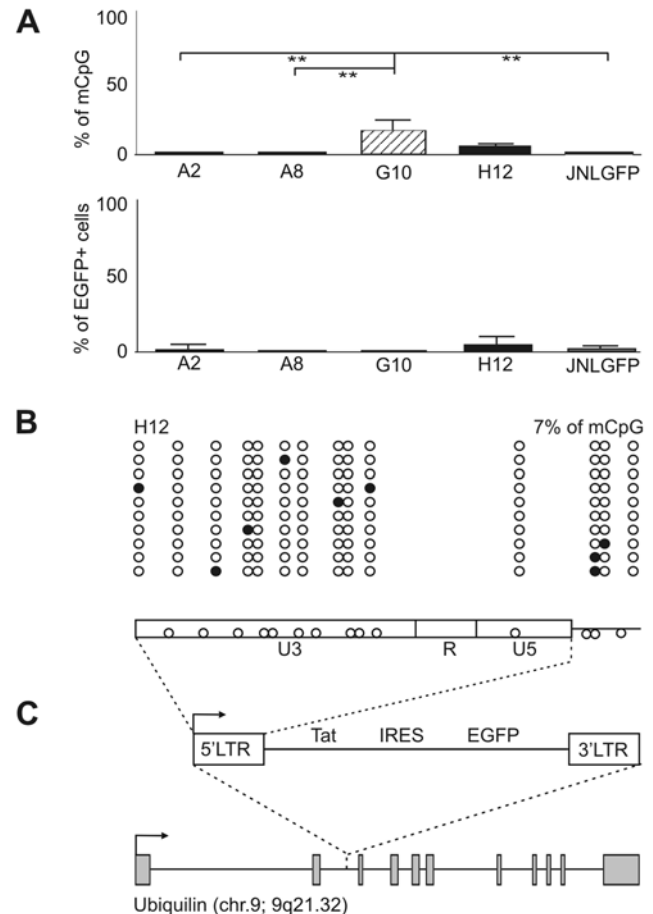 A
% of mCpG
100
50
0
** ** **
A2 A8 G10 H12 JNLGFP
% of EGFP+ cells
100
50
0
A2 A8 G10 H12 JNLGFP
B
H12 7% of mCpG
U3 R U5
C
5'LTR Tat IRES EGFP 3'LTR
Ubiquilin (chr.9; 9q21.32)